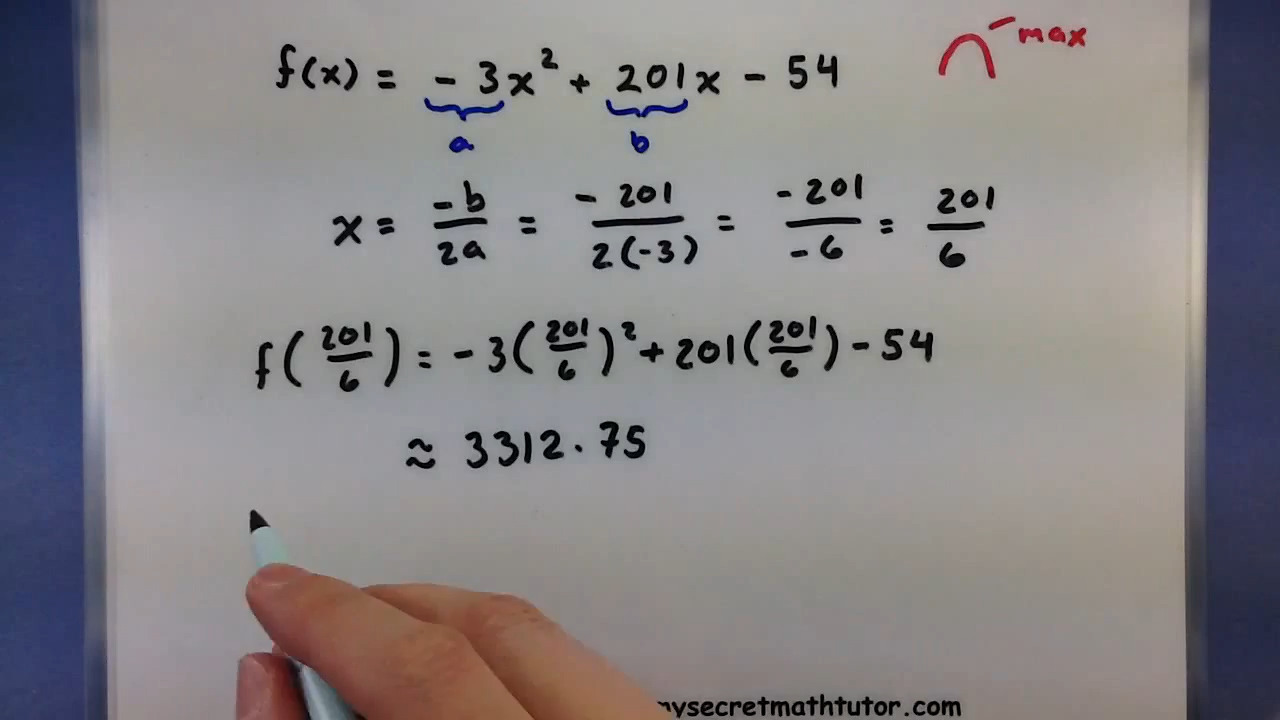 f(x) = -3x² + 201x - 54
max
a b
x = -b/2a = -201/2(-3) = -201/-6 = 201/6
f(201/6) = -3(201/6)² + 201(201/6) - 54
≈ 3312.75
mysecretmathtutor.com